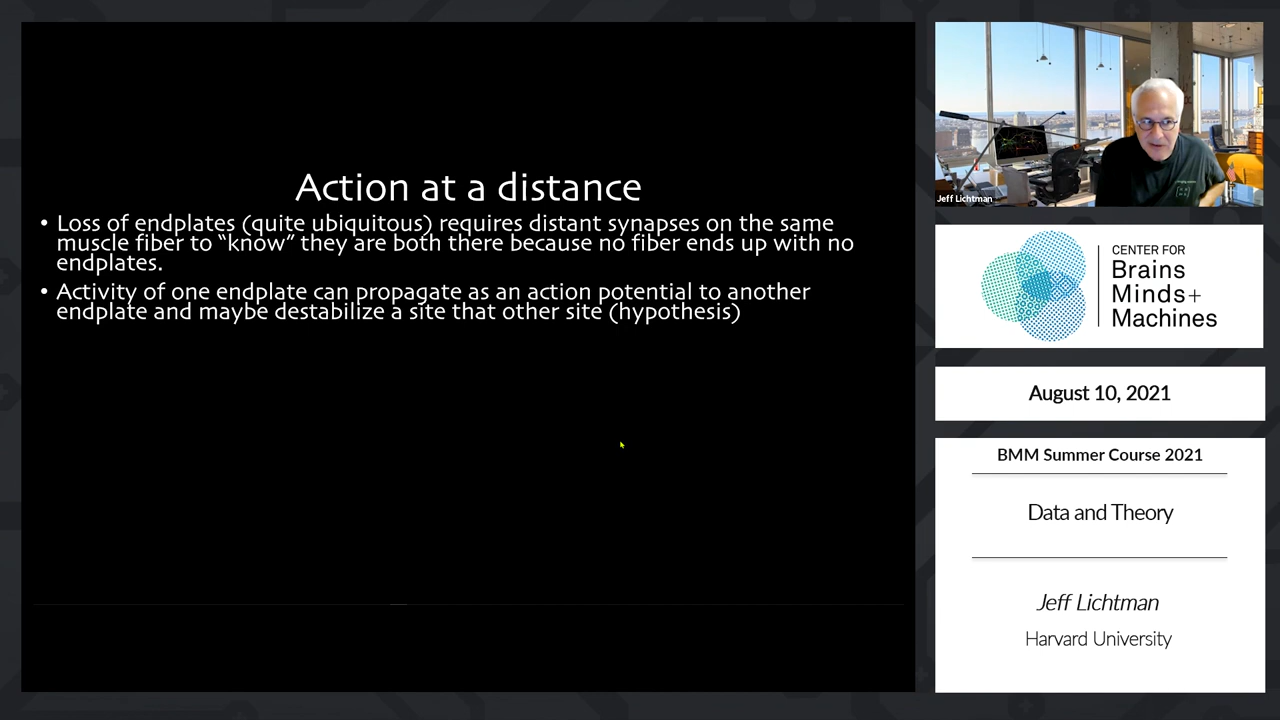 Action at a distance
• Loss of endplates (quite ubiquitous) requires distant synapses on the same
muscle fiber to “know” they are both there because no fiber ends up with no
endplates.
• Activity of one endplate can propagate as an action potential to another
endplate and maybe destabilize a site that other site (hypothesis)
Jeff Lichtman
CENTER FOR
Brains
Minds+
Machines
August 10, 2021
BMM Summer Course 2021
Data and Theory
Jeff Lichtman
Harvard University